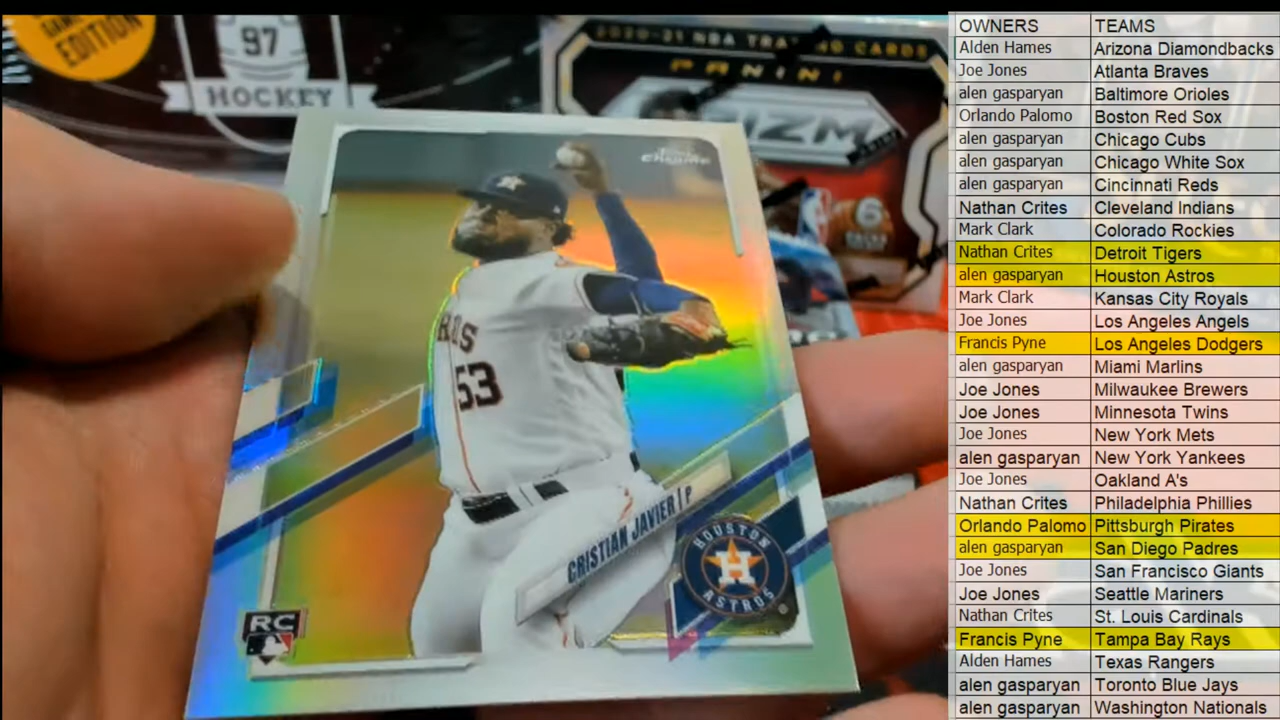 EDITION
97
HOCKEY
2020-21 NBA TRADING CARDS
PANINI
PRIZM
6
Topps
Chrome
53
CRISTIAN JAVIER | P
HOUSTON
H
ASTROS
RC
OWNERS TEAMS
Alden Hames Arizona Diamondbacks
Joe Jones Atlanta Braves
alen gasparyan Baltimore Orioles
Orlando Palomo Boston Red Sox
alen gasparyan Chicago Cubs
alen gasparyan Chicago White Sox
alen gasparyan Cincinnati Reds
Nathan Crites Cleveland Indians
Mark Clark Colorado Rockies
Nathan Crites Detroit Tigers
alen gasparyan Houston Astros
Mark Clark Kansas City Royals
Joe Jones Los Angeles Angels
Francis Pyne Los Angeles Dodgers
alen gasparyan Miami Marlins
Joe Jones Milwaukee Brewers
Joe Jones Minnesota Twins
Joe Jones New York Mets
alen gasparyan New York Yankees
Joe Jones Oakland A's
Nathan Crites Philadelphia Phillies
Orlando Palomo Pittsburgh Pirates
alen gasparyan San Diego Padres
Joe Jones San Francisco Giants
Joe Jones Seattle Mariners
Nathan Crites St. Louis Cardinals
Francis Pyne Tampa Bay Rays
Alden Hames Texas Rangers
alen gasparyan Toronto Blue Jays
alen gasparyan Washington Nationals